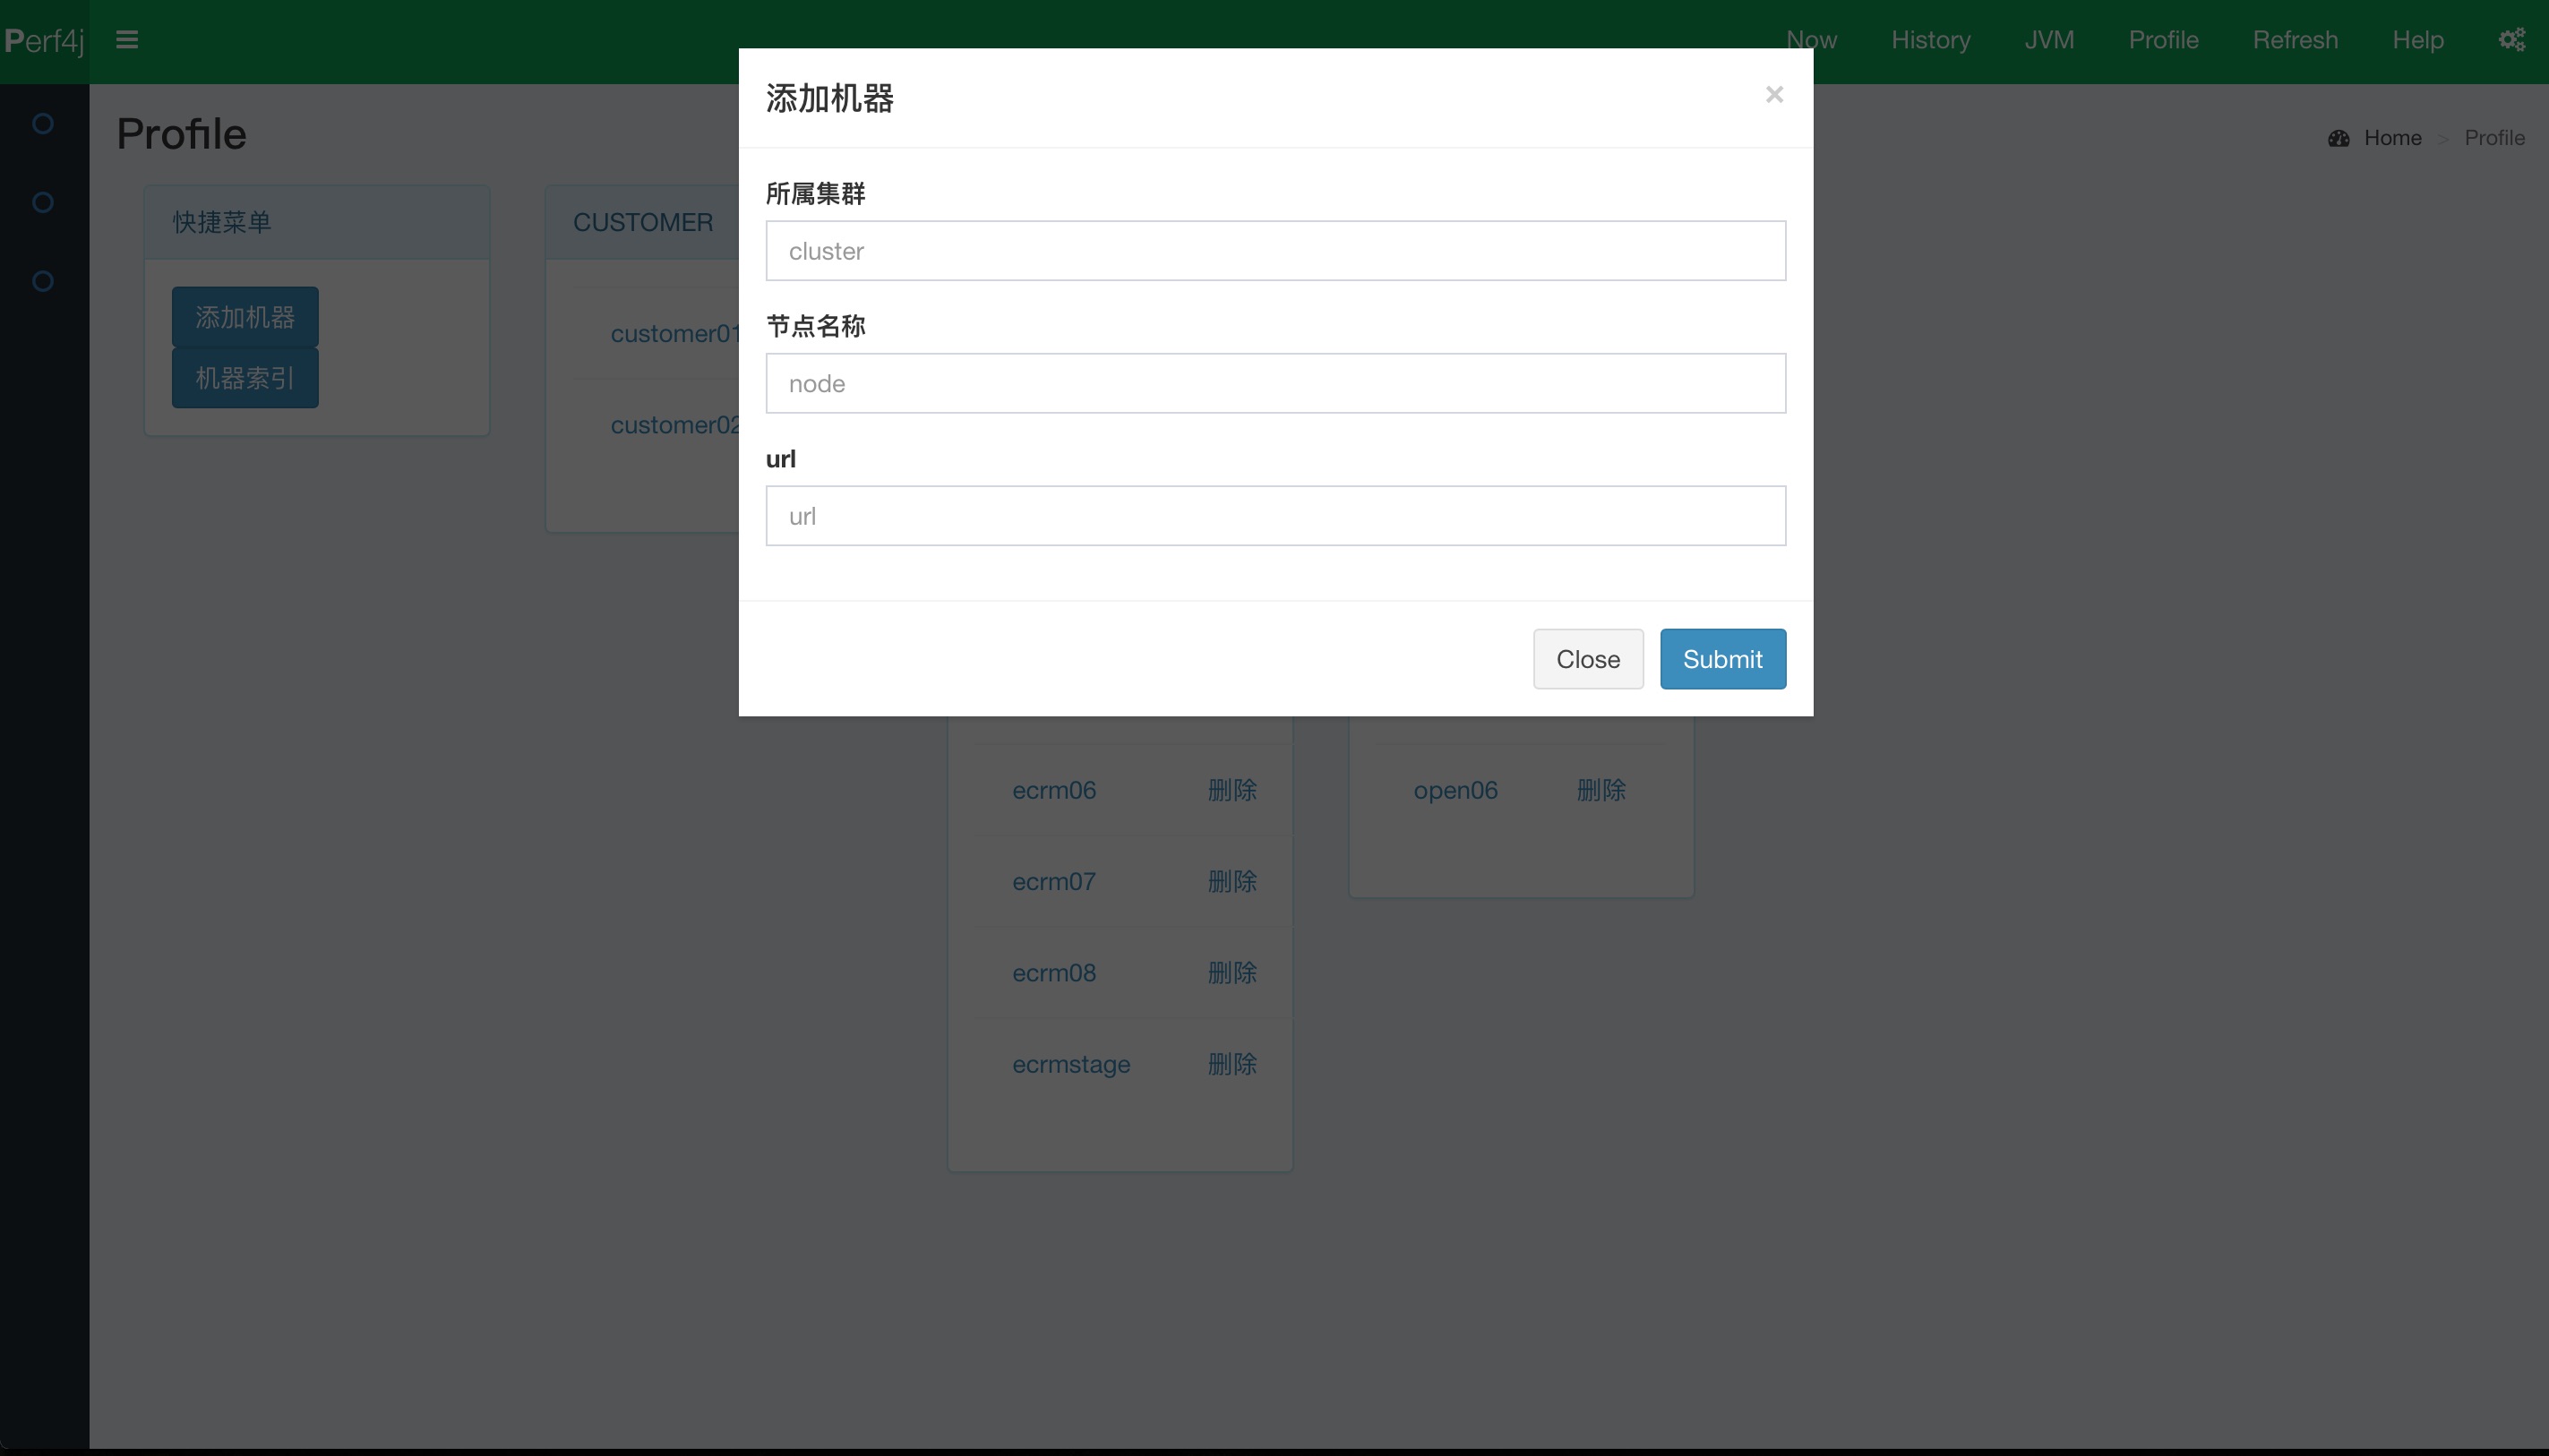 Perf4j
Now History JVM Profile Refresh Help
Profile
Home > Profile
快捷菜单
添加机器
机器索引
CUSTOMER
customer01
customer02
添加机器 ×
所属集群
cluster
节点名称
node
url
url
Close Submit
ecrm06 删除
ecrm07 删除
ecrm08 删除
ecrmstage 删除
open06 删除